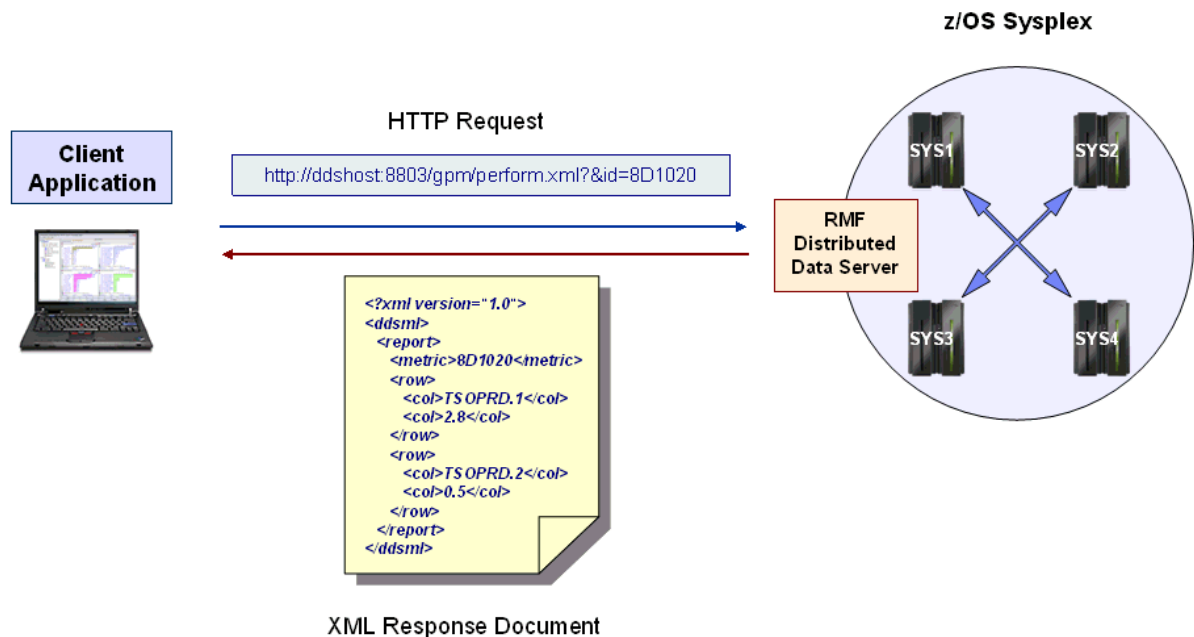 z/OS Sysplex
HTTP Request
Client
Application
http://ddshost:8803/gpm/perform.xml?&id=8D1020
SYS1
SYS2
RMF
Distributed
Data Server
SYS3
SYS4
<?xml version="1.0">
<ddsml>
<report>
<metric>8D1020</metric>
<row>
<col>TSOPRD.1</col>
<col>2.8</col>
</row>
<row>
<col>TSOPRD.2</col>
<col>0.5</col>
</row>
</report>
</ddsml>
XML Response Document